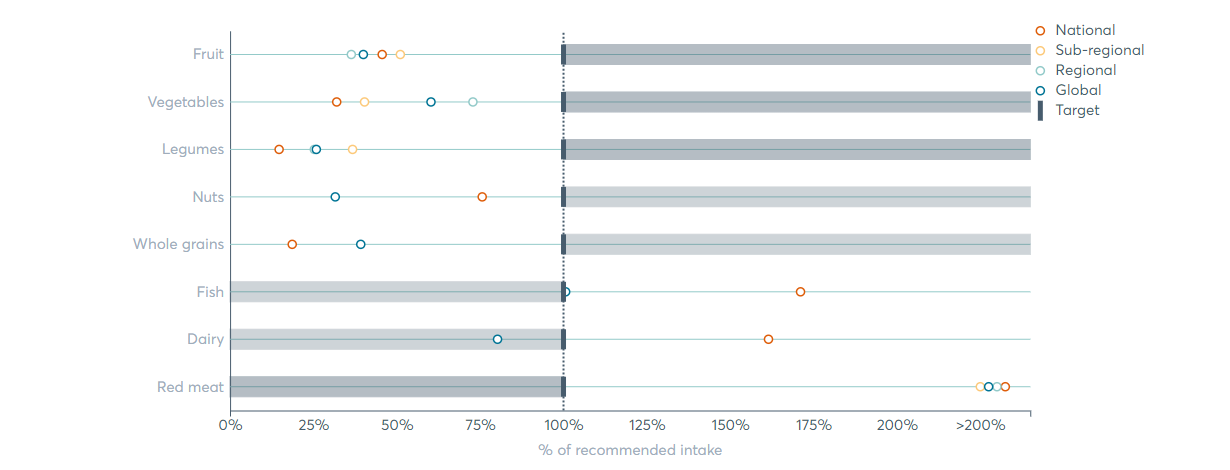 Fruit
Vegetables
Legumes
Nuts
Whole grains
Fish
Dairy
Red meat
0% 25% 50% 75% 100% 125% 150% 175% 200% >200%
% of recommended intake
National
Sub-regional
Regional
Global
Target